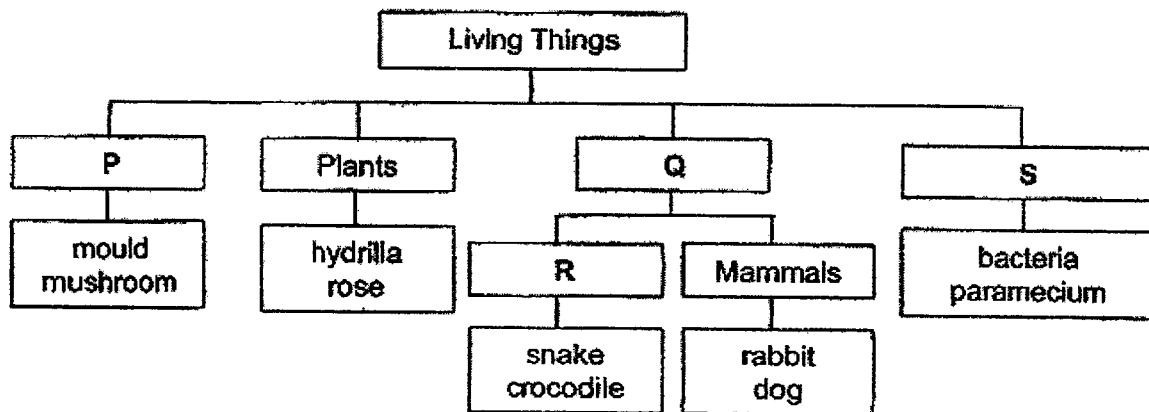 Living Things
P
Plants
Q
S
mould
mushroom
hydrilla
rose
R
Mammals
bacteria
paramecium
snake
crocodile
rabbit
dog